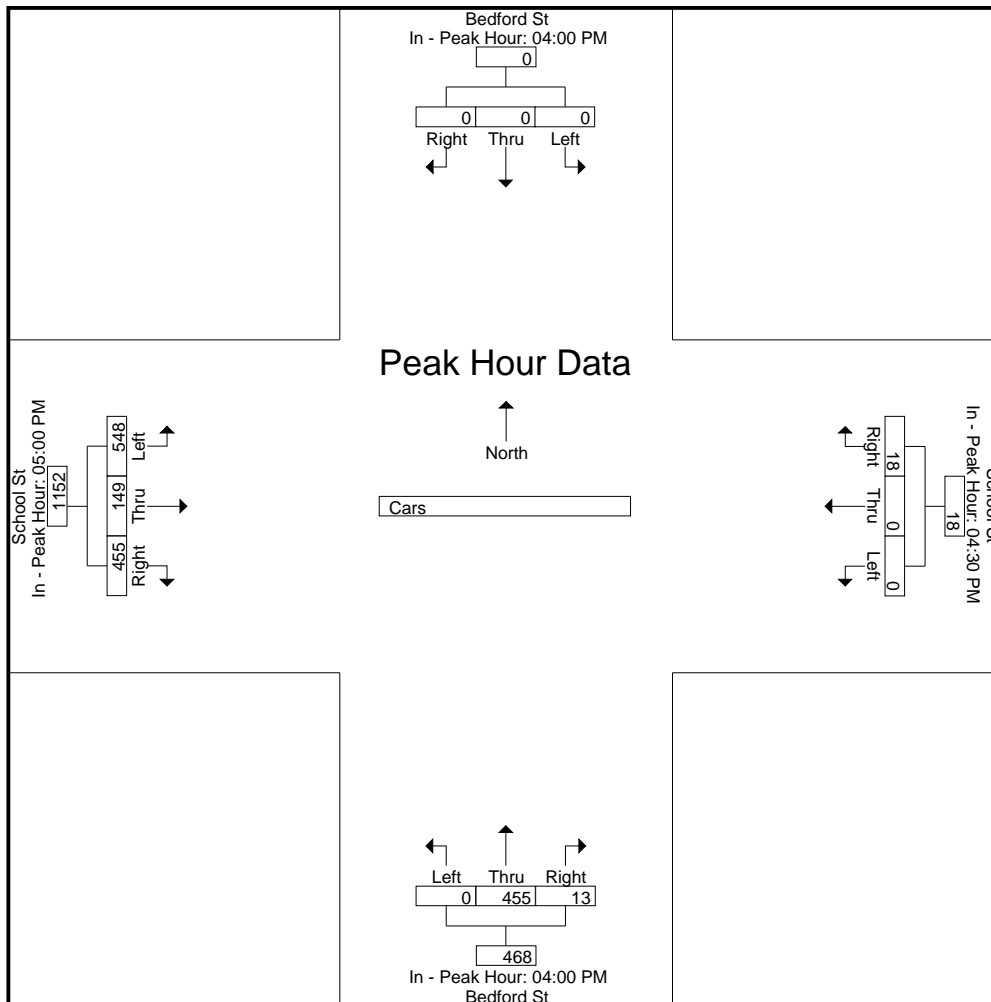 Bedford St
In - Peak Hour: 04:00 PM
0
0 0 0
Right Thru Left
Peak Hour Data
North
Cars
School St
In - Peak Hour: 05:00 PM
1152
548 149 455
Left Thru Right
Right Thru Left
18 0 0
18
In - Peak Hour: 04:30 PM
St
Left Thru Right
0 455 13
468
In - Peak Hour: 04:00 PM
Bedford St